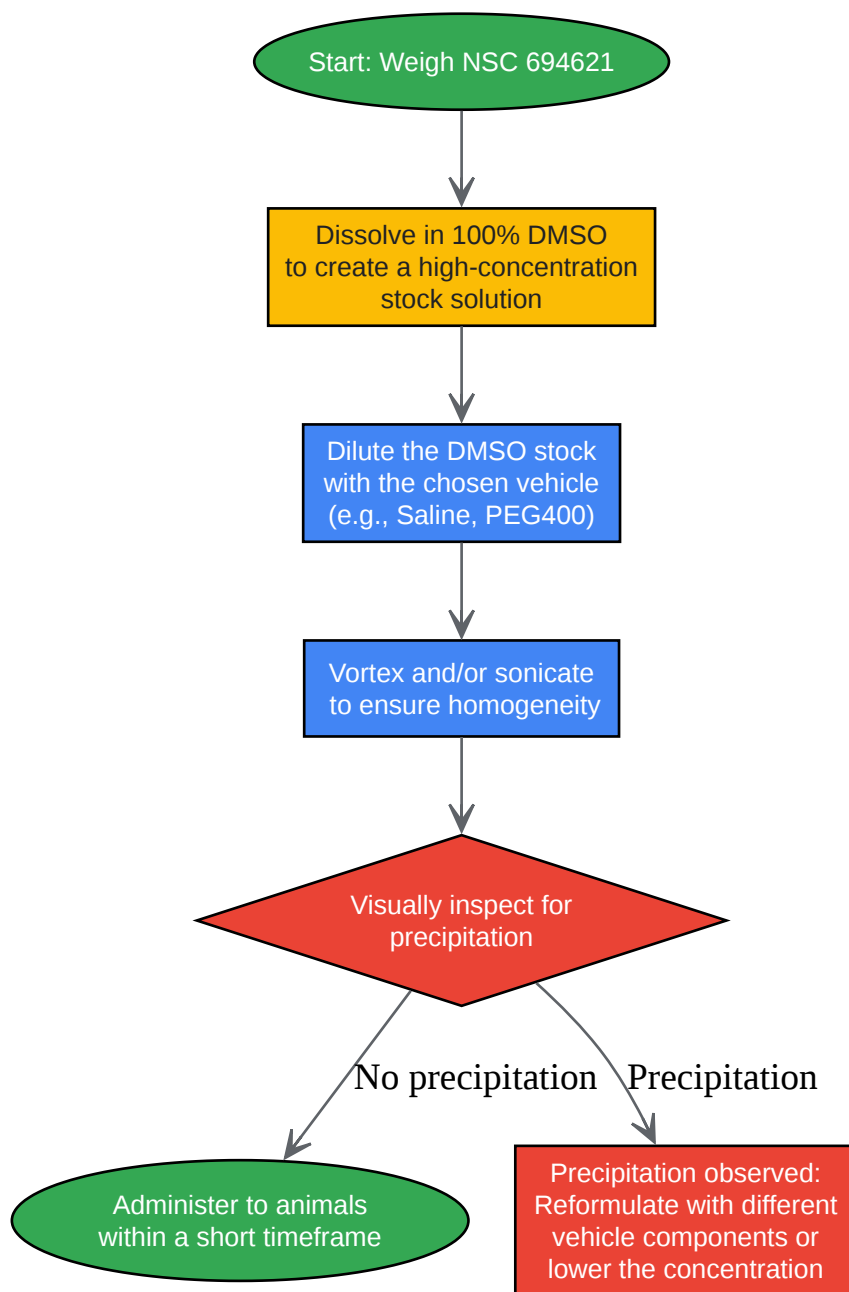 Start: Weigh NSC 694621
Dissolve in 100% DMSO
to create a high-concentration
stock solution
Dilute the DMSO stock
with the chosen vehicle
(e.g., Saline, PEG400)
Vortex and/or sonicate
to ensure homogeneity
Visually inspect for
precipitation
No precipitation
Precipitation
Administer to animals
within a short timeframe
Precipitation observed:
Reformulate with different
vehicle components or
lower the concentration